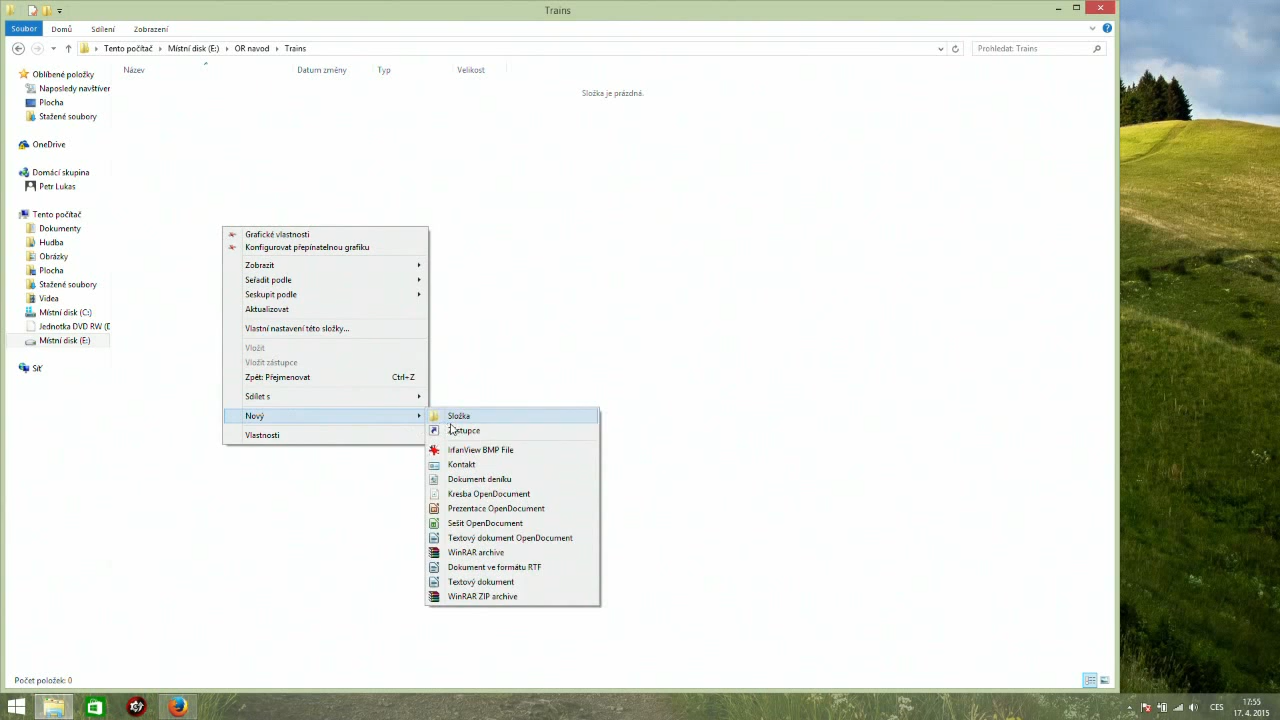 Trains
Soubor
Domů
Sdílení
Zobrazení
Tento počítač
Místní disk (E:)
OR navod
Trains
Prohledat: Trains
Název
Datum změny
Typ
Velikost
Složka je prázdná.
Oblíbené položky
Naposledy navštíven
Plocha
Stažené soubory
OneDrive
Domácí skupina
Petr Lukas
Tento počítač
Dokumenty
Hudba
Obrázky
Plocha
Stažené soubory
Videa
Místní disk (C:)
Jednotka DVD RW (D
Místní disk (E:)
Síť
Grafické vlastnosti
Konfigurovat přepínatelnou grafiku
Zobrazit
Seřadit podle
Seskupit podle
Aktualizovat
Vlastní nastavení této složky...
Vložit
Vložit zástupce
Zpět: Přejmenovat Ctrl+Z
Sdílet s
Nový
Vlastnosti
Složka
Zástupce
IrfanView BMP File
Kontakt
Dokument deníku
Kresba OpenDocument
Prezentace OpenDocument
Sešit OpenDocument
Textový dokument OpenDocument
WinRAR archive
Dokument ve formátu RTF
Textový dokument
WinRAR ZIP archive
Počet položek: 0
CES
17:55
17. 4. 2015